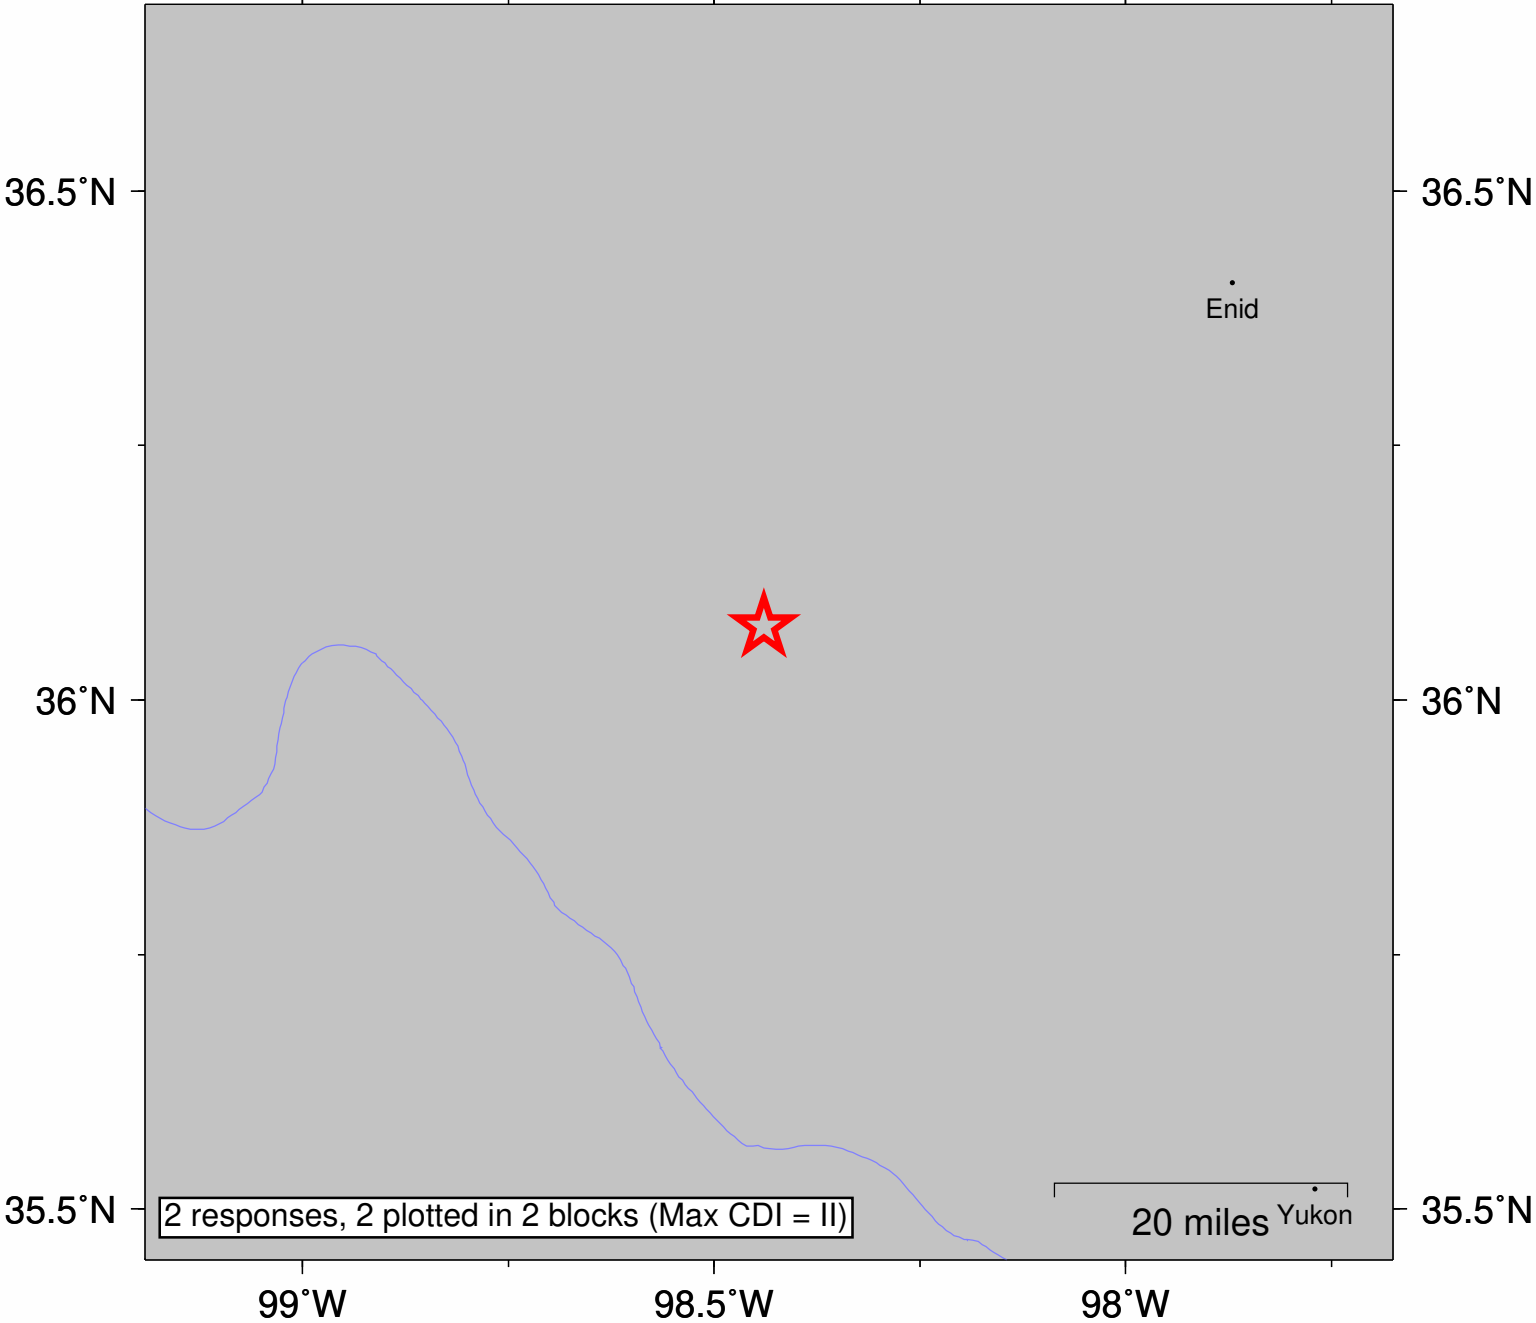 36.5˚N
36.5˚N
Enid
36˚N
36˚N
35.5˚N
2 responses, 2 plotted in 2 blocks (Max CDI = II)
20 miles
Yukon
35.5˚N
99˚W
98.5˚W
98˚W